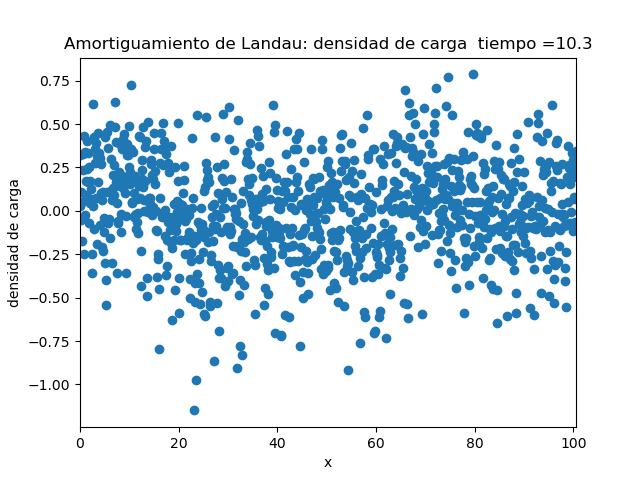 Amortiguamiento de Landau: densidad de carga  tiempo =10.3
0.75
0.50
0.25
0.00
−0.25
−0.50
−0.75
−1.00
densidad de carga
0 20 40 60 80 100
x